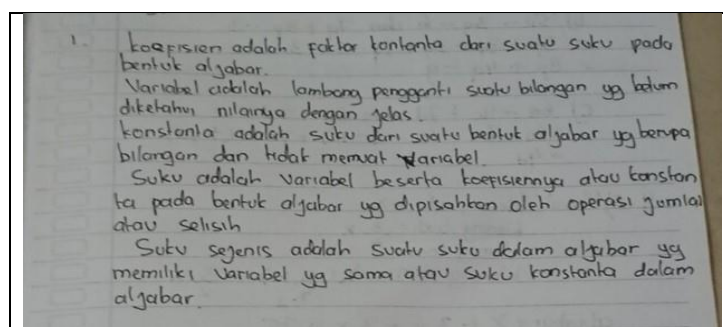 1. koefisien adalah faktor kontanta dari suatu suku pada
bentuk aljabar.
Variabel adalah lambang pengganti suatu bilangan yg belum
diketahui nilainya dengan jelas.
konstanta adalah suku dari suatu bentuk aljabar yg berupa
bilangan dan tidak memuat variabel.
Suku adalah variabel beserta koefisiennya atau konstan
ta pada bentuk aljabar yg dipisahkan oleh operasi jumlah
atau selisih
Suku sejenis adalah suatu suku dalam aljabar yg
memiliki variabel yg sama atau suku konstanta dalam
aljabar.